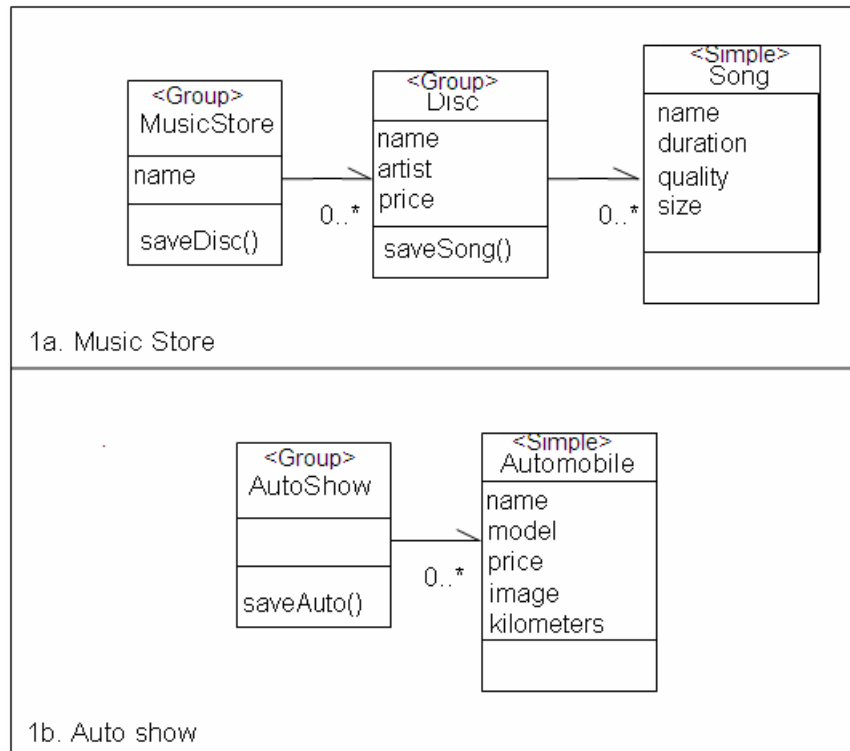 <Group>
MusicStore
name
saveDisc()
0..*
<Group>
Disc
name
artist
price
saveSong()
0..*
<Simple>
Song
name
duration
quality
size
1a. Music Store
<Group>
AutoShow
saveAuto()
0..*
<Simple>
Automobile
name
model
price
image
kilometers
1b. Auto show